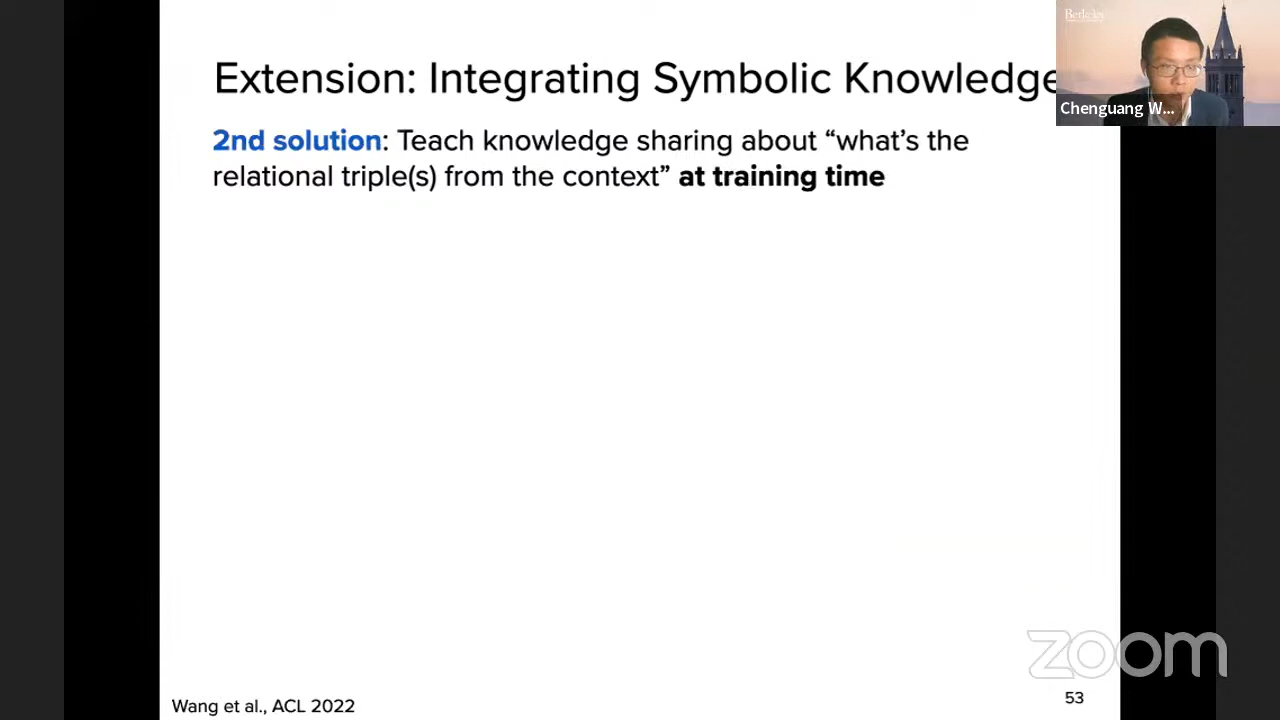 Extension: Integrating Symbolic Knowledge
2nd solution: Teach knowledge sharing about “what’s the
relational triple(s) from the context” at training time
Berkeley
Chenguang W...
zoom
Wang et al., ACL 2022
53